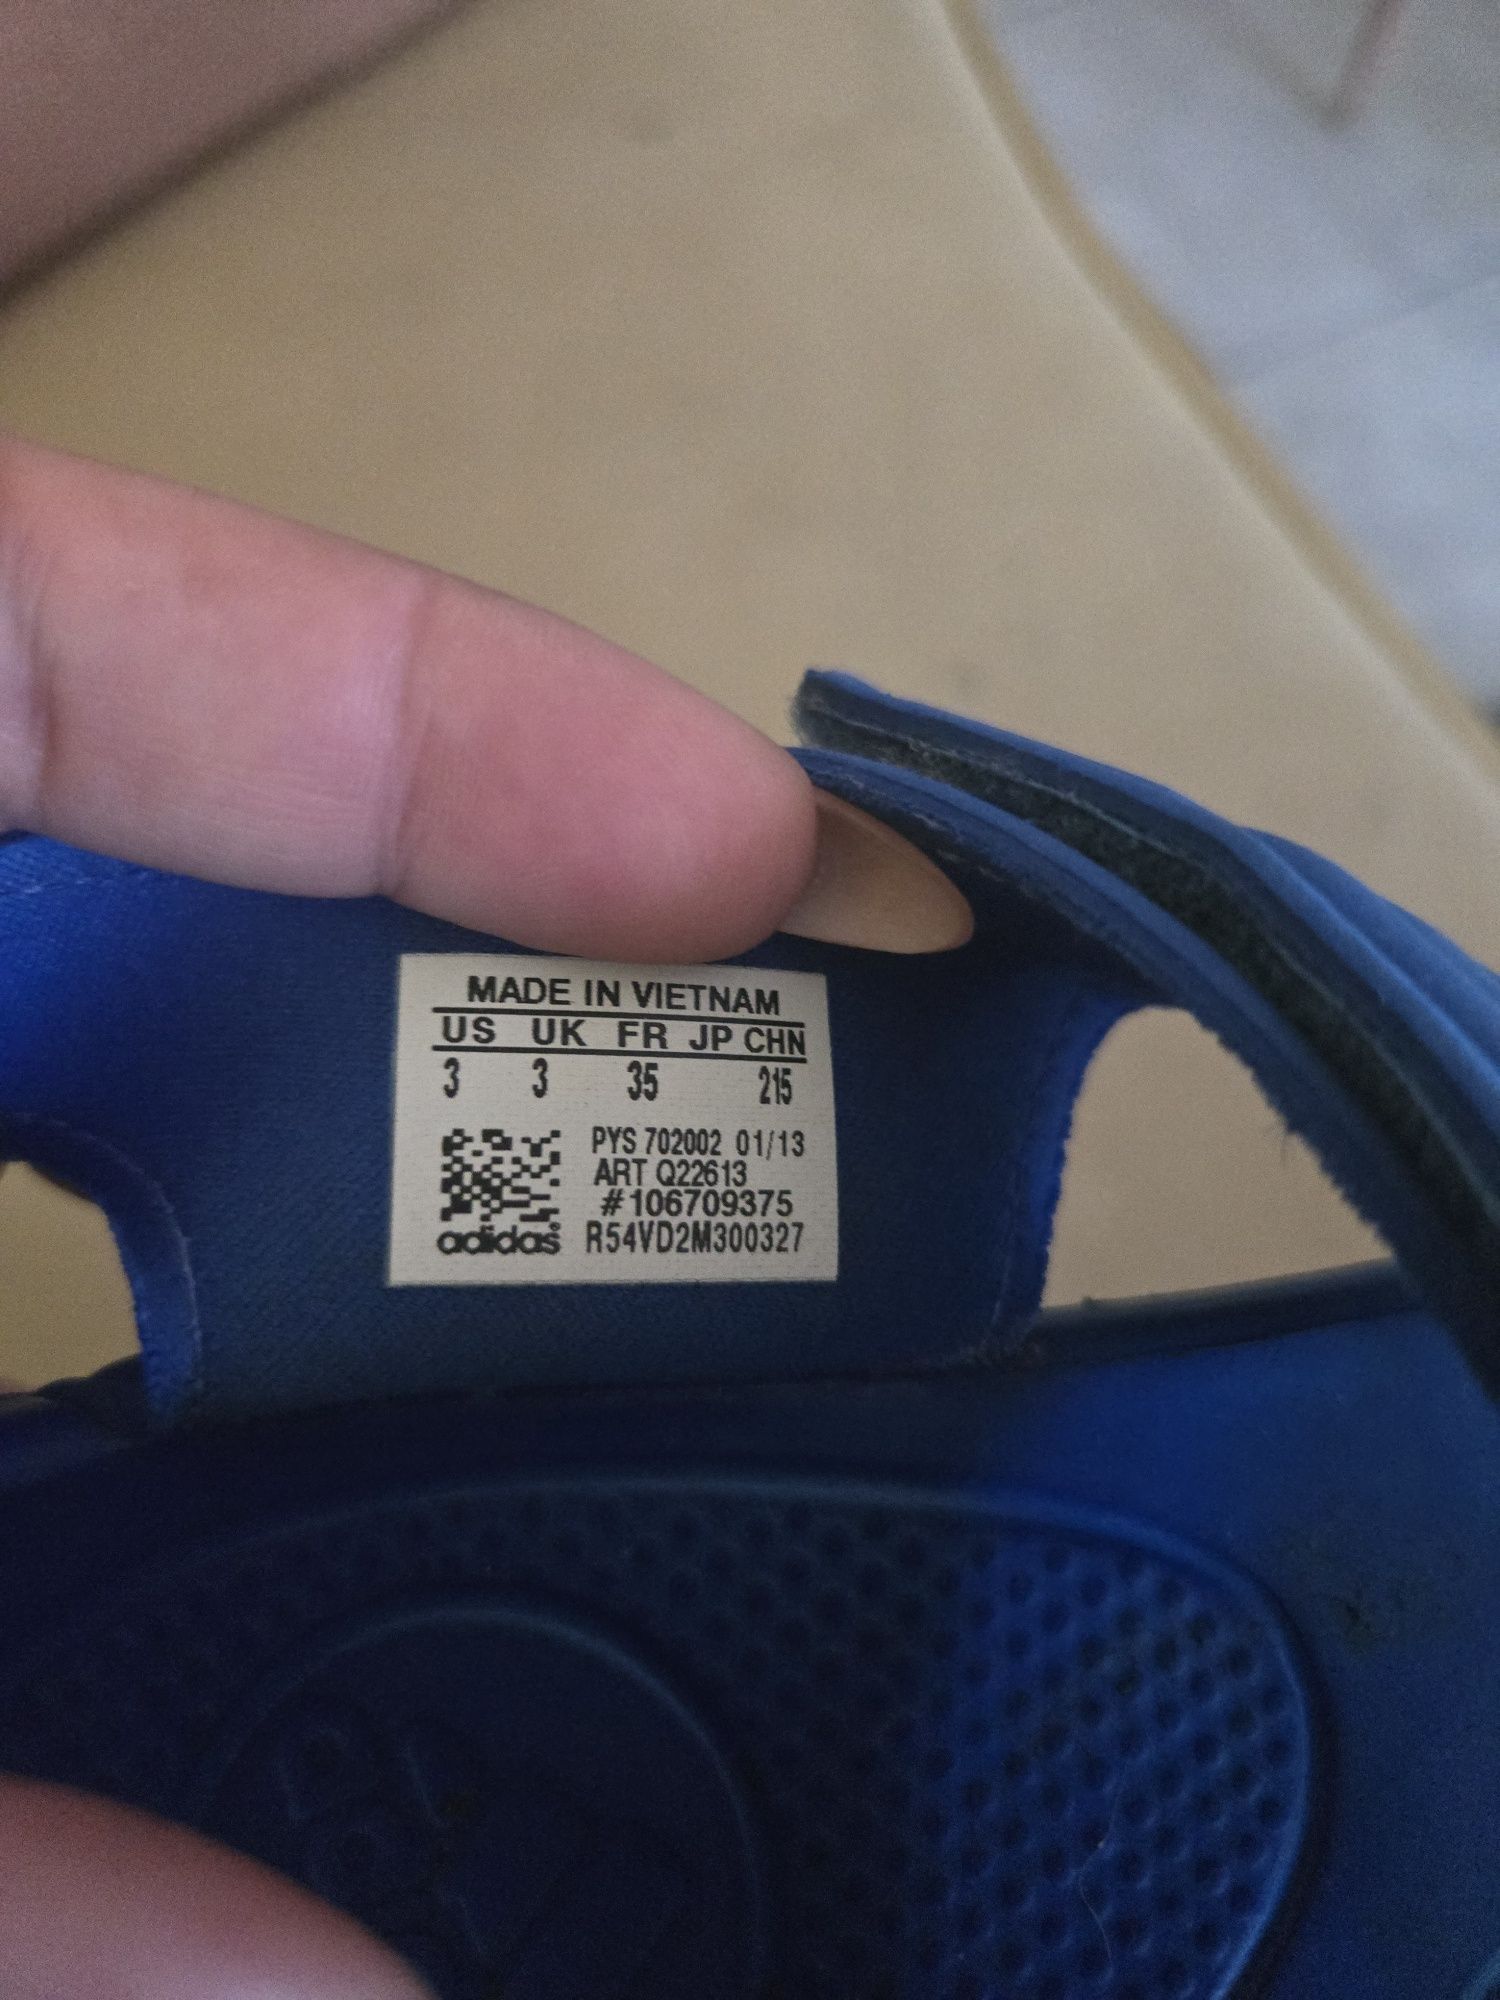 MADE IN VIETNAM
US UK FR JP CHN
3 3 35 215
PYS 702002 01/13
ART Q22613
#106709375
adidas® R54VD2M300327